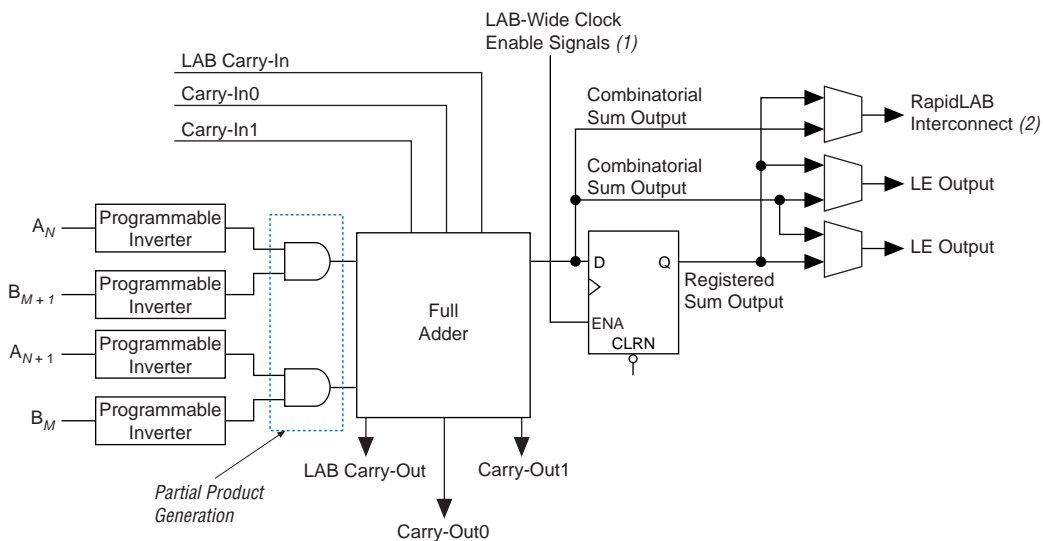 LAB-Wide Clock
Enable Signals (1)
LAB Carry-In
Carry-In0
Carry-In1
Combinatorial
Sum Output
RapidLAB
Interconnect (2)
Combinatorial
Sum Output
LE Output
LE Output
A_N
Programmable
Inverter
B_{M + 1}
Programmable
Inverter
A_{N + 1}
Programmable
Inverter
B_M
Programmable
Inverter
Full
Adder
D
Q
ENA
CLRN
Registered
Sum Output
LAB Carry-Out
Carry-Out1
Carry-Out0
Partial Product
Generation